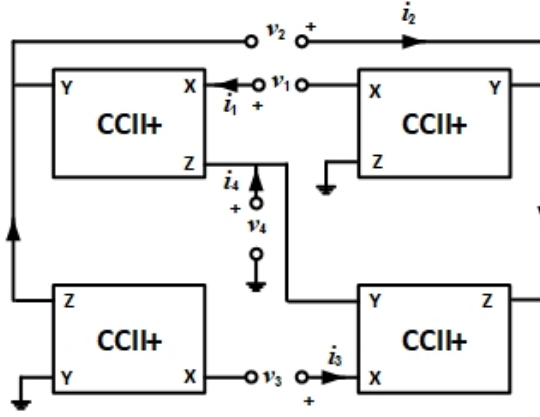 v2 + i2
Y X i1 + v1 X Y
CCII+ CCII+
Z i4 Z
+ v4
Z Y Z
CCII+ CCII+
Y X v3 i3 X
+